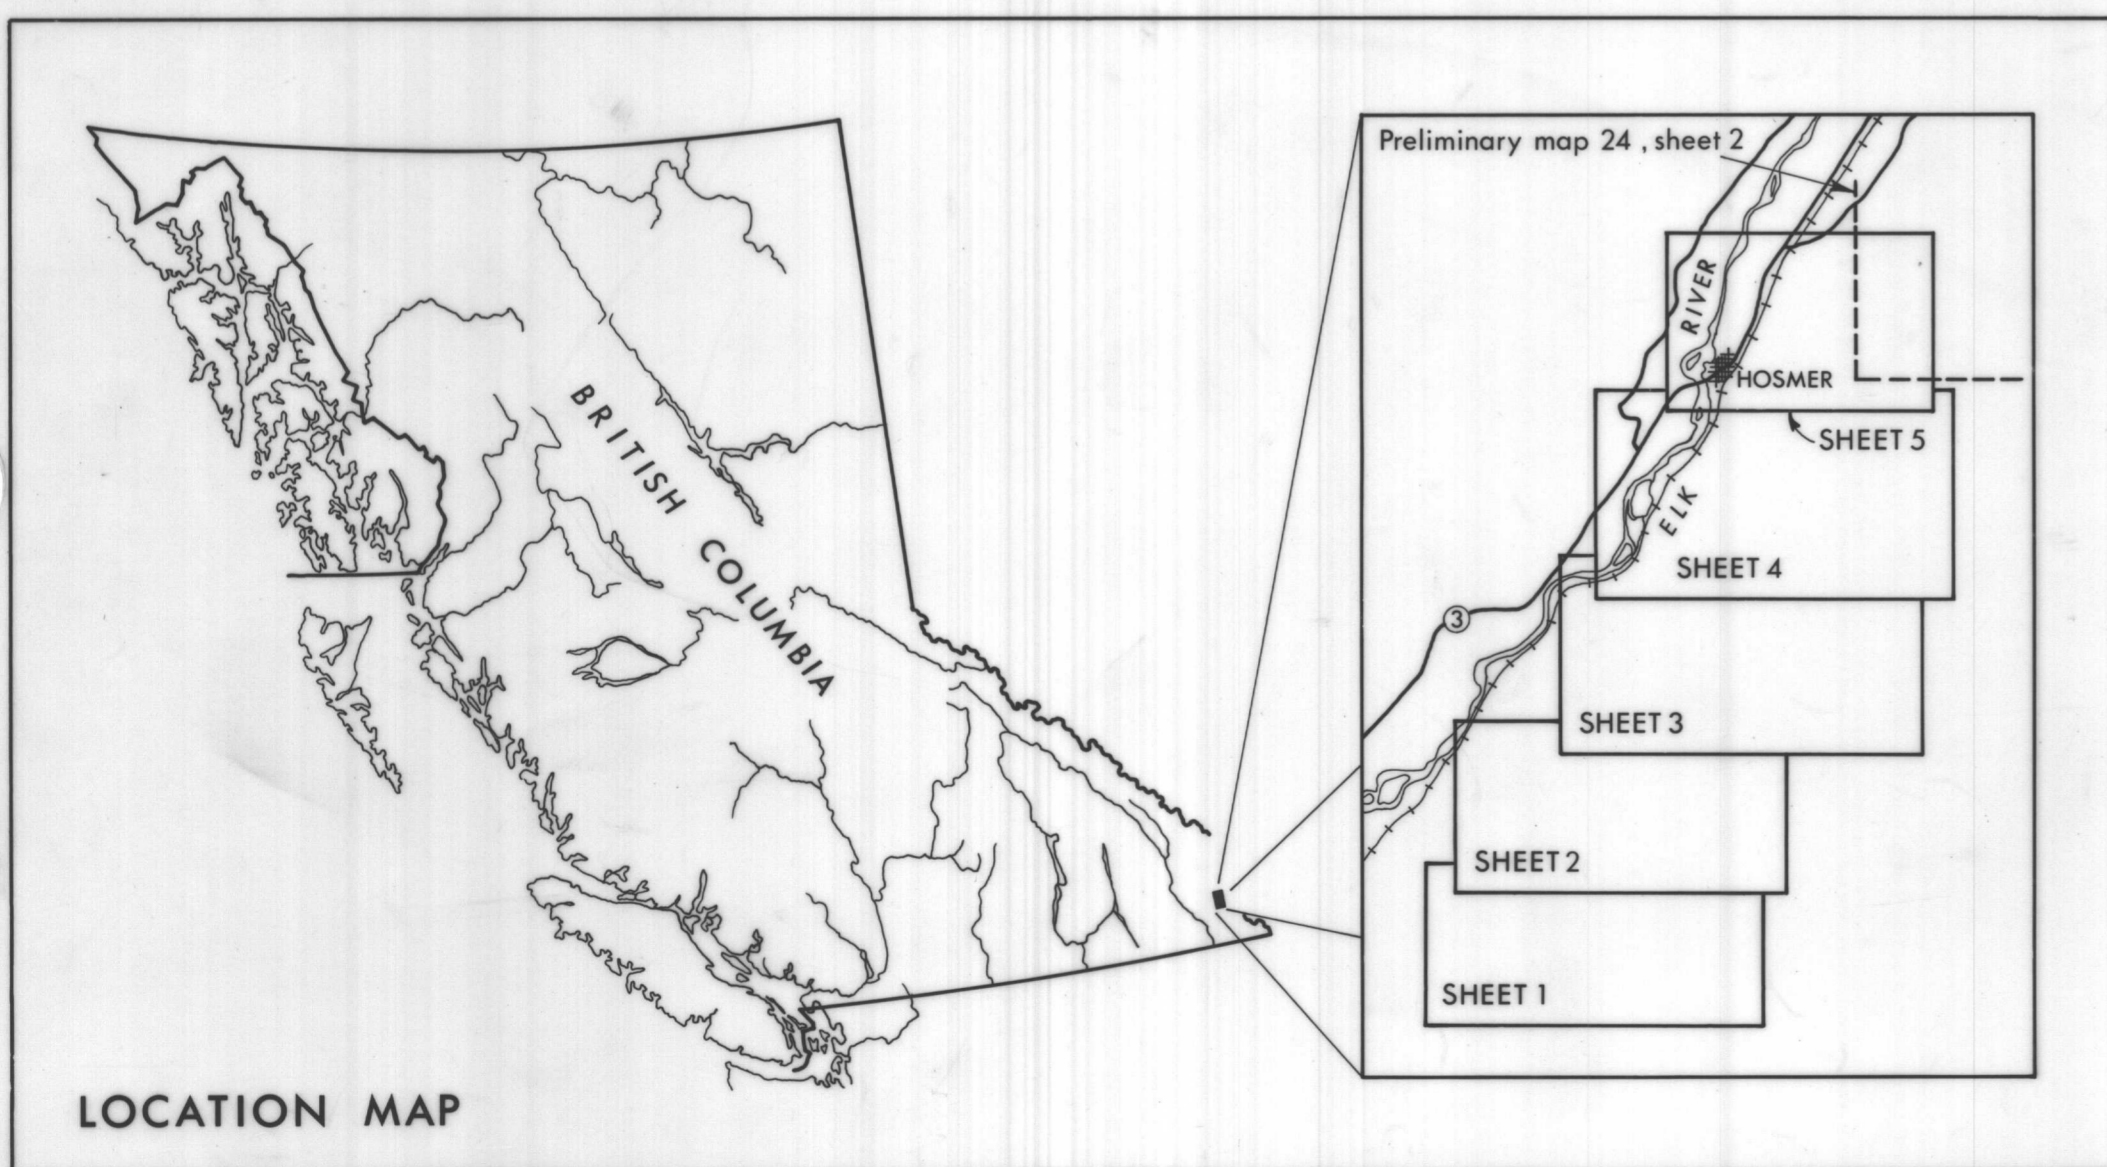 Preliminary map 24, sheet 2
RIVER
HOSMER
SHEET 5
ELK
SHEET 4
3
SHEET 3
SHEET 2
SHEET 1
BRITISH COLUMBIA
LOCATION MAP